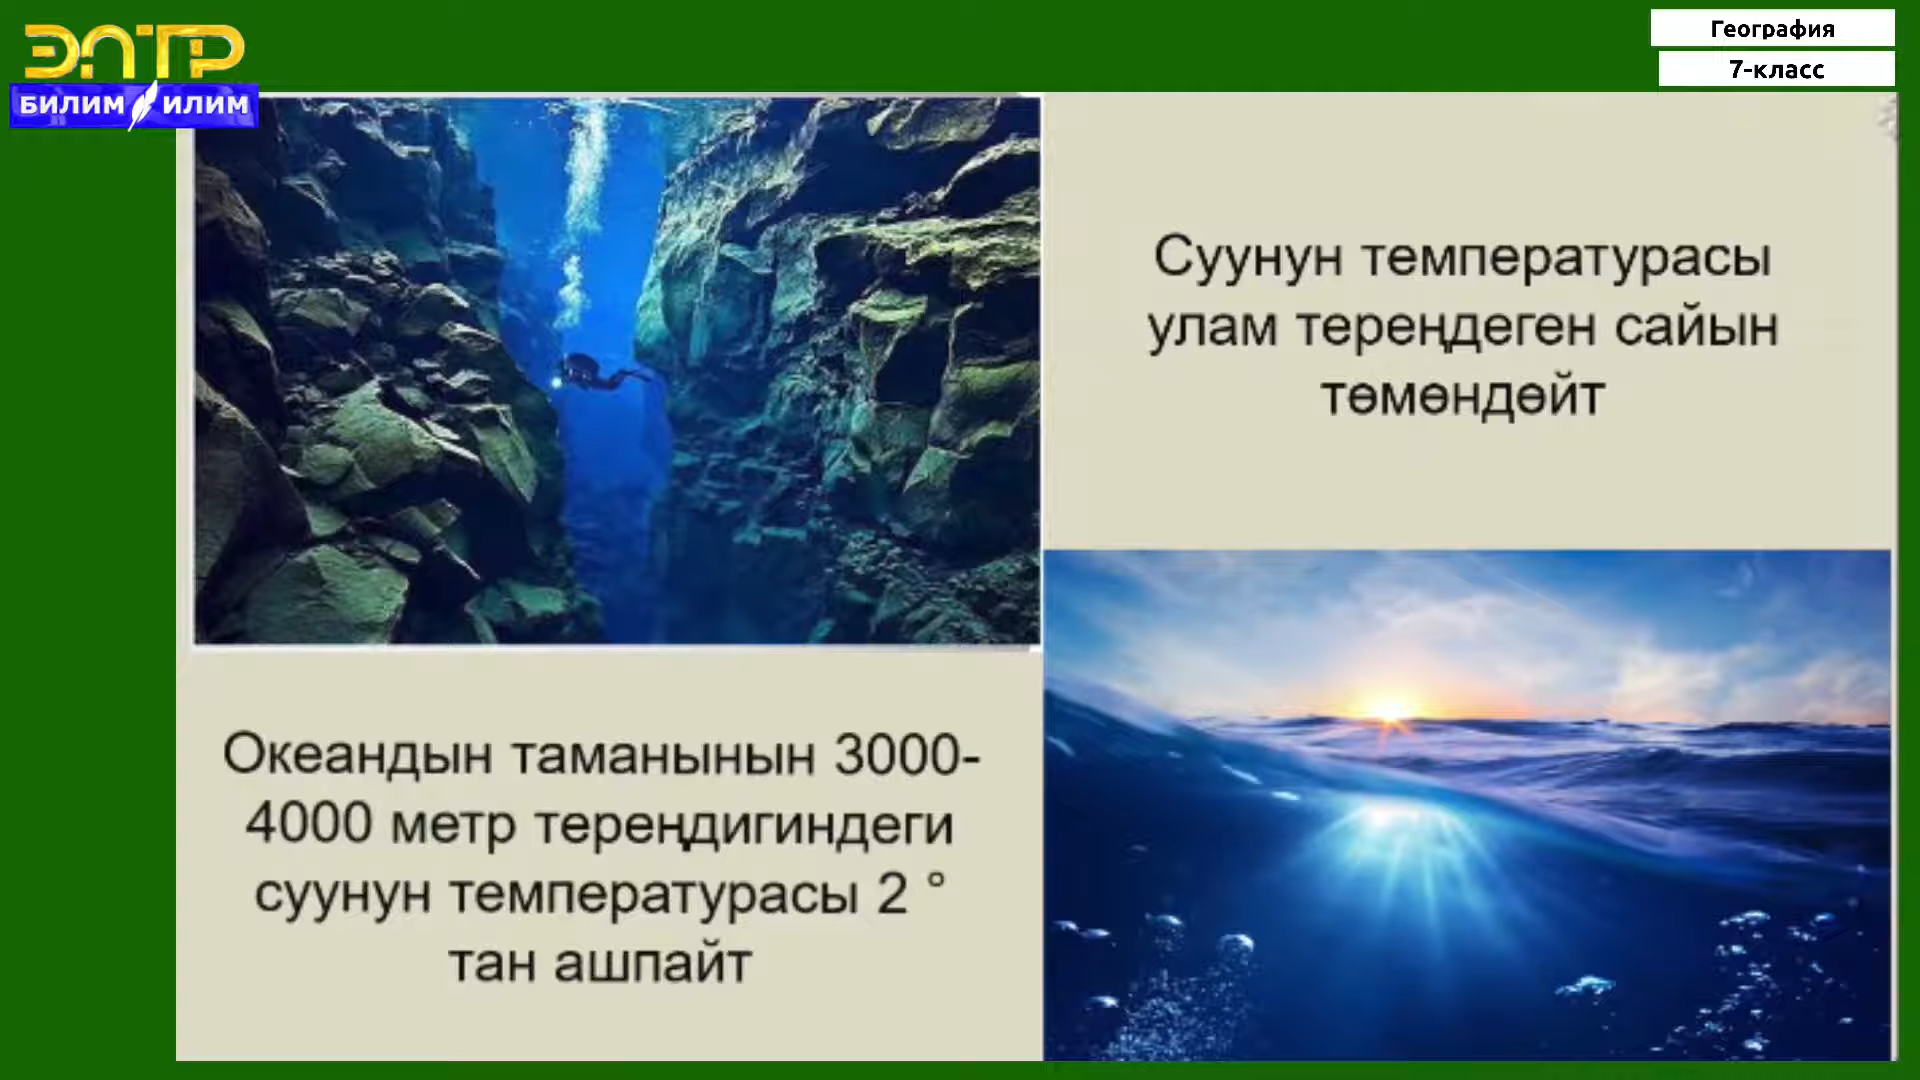 ЭЛТР
БИЛИМ ИЛИМ
География
7-класс
Суунун температурасы
улам тереңдеген сайын
төмөндөйт
Океандын таманынын 3000-
4000 метр тереңдигиндеги
суунун температурасы 2 °
тан ашпайт